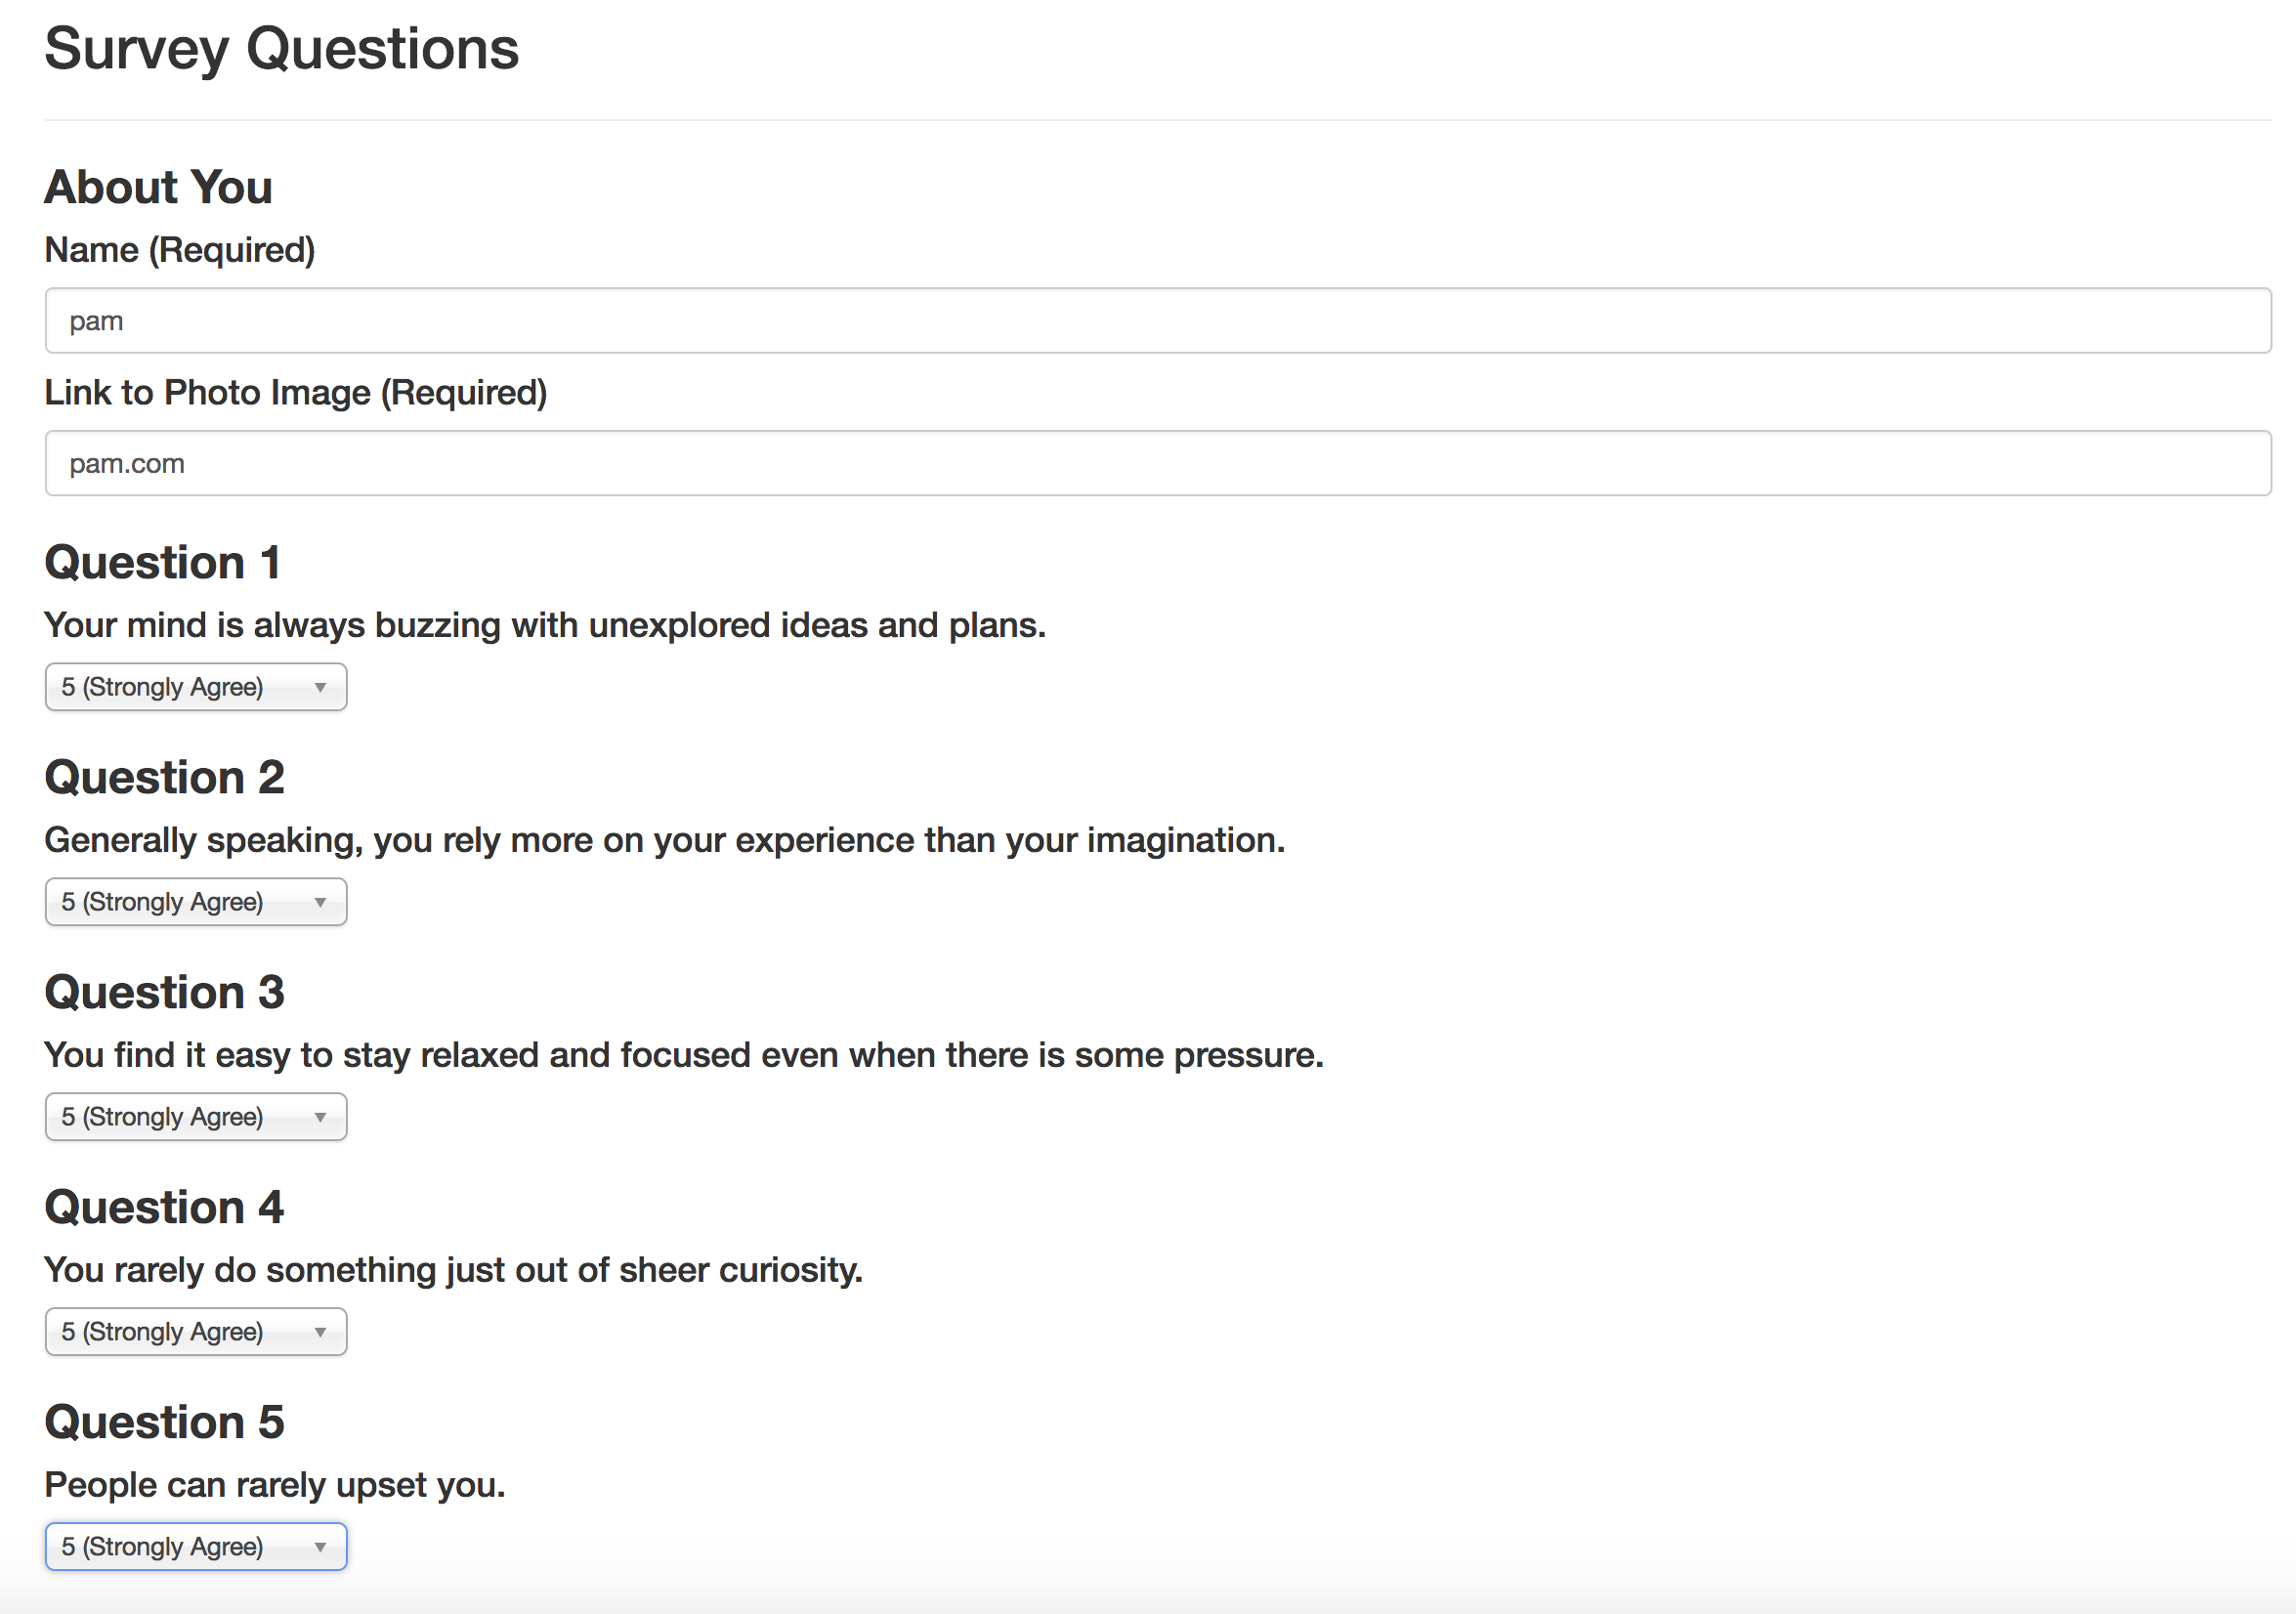 Survey Questions
About You
Name (Required)
pam
Link to Photo Image (Required)
pam.com
Question 1
Your mind is always buzzing with unexplored ideas and plans.
5 (Strongly Agree)
Question 2
Generally speaking, you rely more on your experience than your imagination.
5 (Strongly Agree)
Question 3
You find it easy to stay relaxed and focused even when there is some pressure.
5 (Strongly Agree)
Question 4
You rarely do something just out of sheer curiosity.
5 (Strongly Agree)
Question 5
People can rarely upset you.
5 (Strongly Agree)